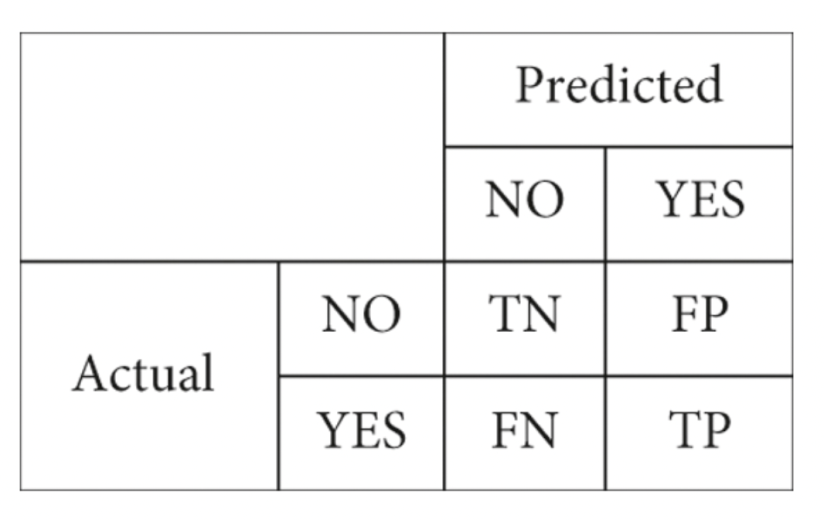 Predicted
NO YES
NO TN FP
Actual
YES FN TP